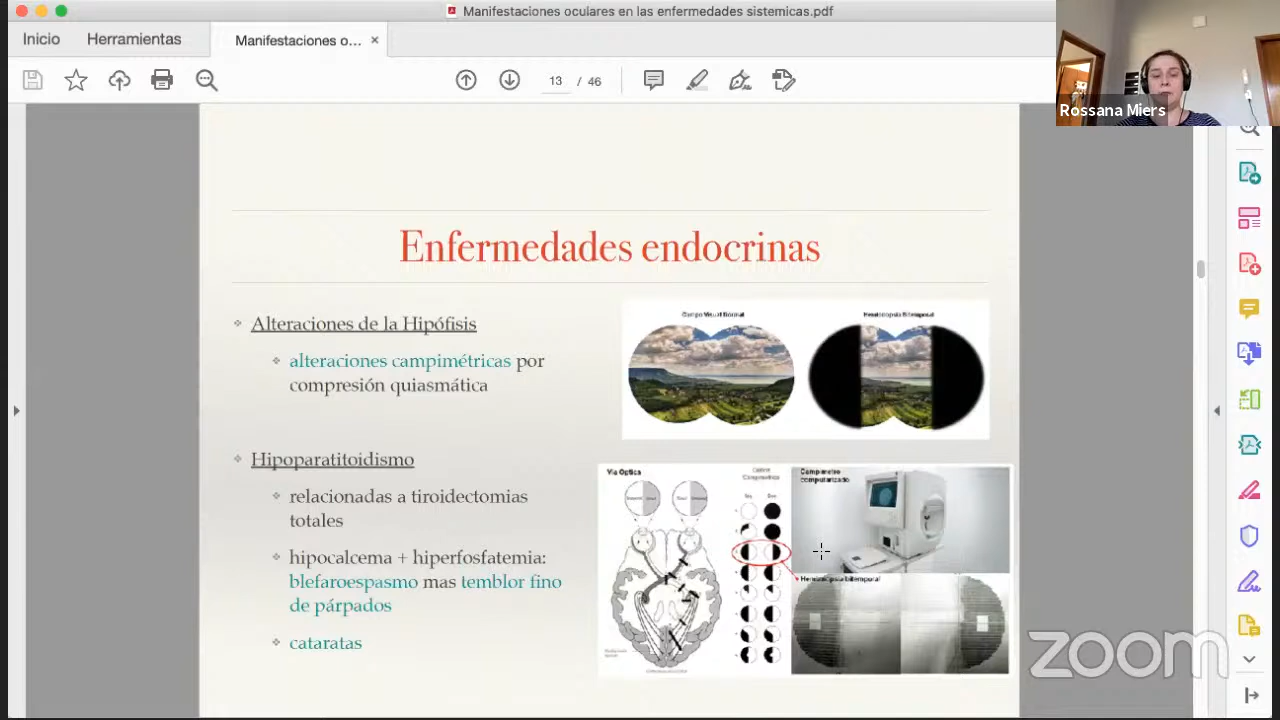 Manifestaciones oculares en las enfermedades sistemicas.pdf
Inicio
Herramientas
Manifestaciones o... ×
13 / 46
Rossana Miers
Enfermedades endocrinas
Alteraciones de la Hipófisis
alteraciones campimétricas por
compresión quiasmática
Hipoparatitoidismo
relacionadas a tiroidectomias
totales
hipocalcema + hiperfosfatemia:
blefaroespasmo mas temblor fino
de párpados
cataratas
Campo Visual Normal
Hemianopsia Bitemporal
Vía Optica
Campímetro
computarizado
Hemianopsia bitemporal
zoom